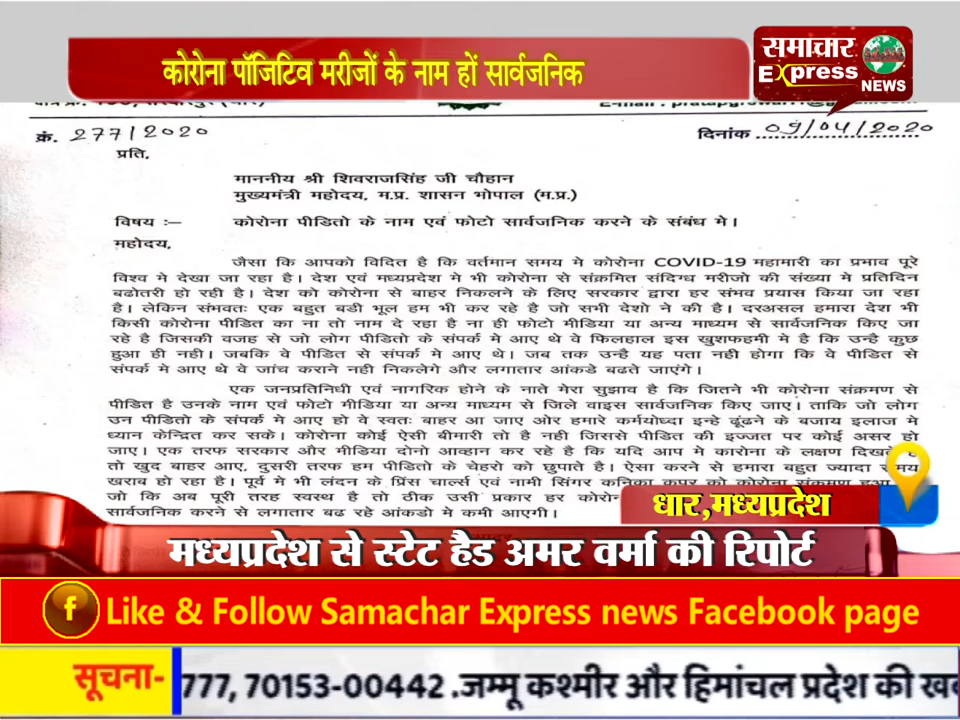 कोरोना पॉजिटिव मरीजों के नाम हों सार्वजनिक
समाचार
Express
NEWS
क्रं. 277/2020
दिनांक 09/04/2020
प्रति,
माननीय श्री शिवराजसिंह जी चौहान
मुख्यमंत्री महोदय, म.प्र. शासन भोपाल (म.प्र.)
विषय :– कोरोना पीडितो के नाम एवं फोटो सार्वजनिक करने के संबंध मे।
महोदय,
जैसा कि आपको विदित है कि वर्तमान समय मे कोरोना COVID-19 महामारी का प्रभाव पूरे
विश्व मे देखा जा रहा है। देश एवं मध्यप्रदेश मे भी कोरोना से संक्रमित संदिग्ध मरीजो की संख्या मे प्रतिदिन
बढोतरी हो रही है। देश को कोरोना से बाहर निकलने के लिए सरकार द्वारा हर संभव प्रयास किया जा रहा
है। लेकिन संभवतः एक बहुत बडी भूल हम भी कर रहे है जो सभी देशो ने की है। दरअसल हमारा देश भी
किसी कोरोना पीडित का ना तो नाम दे रहा है ना ही फोटो मीडिया या अन्य माध्यम से सार्वजनिक किए जा
रहे है जिसकी वजह से जो लोग पीडितो के संपर्क मे आए थे वे फिलहाल इस खुशफहमी मे है कि उन्है कुछ
हुआ ही नही। जबकि वे पीडित से संपर्क मे आए थे। जब तक उन्है यह पता नही होगा कि वे पीडित से
संपर्क मे आए थे वे जांच कराने नही निकलेगे और लगातार आंकडे बढते जाएंगे।
एक जनप्रतिनिधी एवं नागरिक होने के नाते मेरा सुझाव है कि जितने भी कोरोना संक्रमण से
पीडित है उनके नाम एवं फोटो मीडिया या अन्य माध्यम से जिले वाइस सार्वजनिक किए जाए। ताकि जो लोग
उन पीडितो के संपर्क मे आए हो वे स्वतः बाहर आ जाए और हमारे कर्मयोध्दा इन्हे ढूंढने के बजाय इलाज मे
ध्यान केन्द्रित कर सके। कोरोना कोई ऐसी बीमारी तो है नही जिससे पीडित की इज्जत पर कोई असर हो
जाए। एक तरफ सरकार और मीडिया दोनो आव्हान कर रहे है कि यदि आप मे कारोना के लक्षण दिखते है
तो खुद बाहर आए, दुसरी तरफ हम पीडितो के चेहरो को छुपाते है। ऐसा करने से हमारा बहुत ज्यादा समय
खराब हो रहा है। पूर्व मे भी लंदन के प्रिंस चार्ल्स एवं नामी सिंगर कनिका कपूर को कोरोना संक्रमण हुआ
जो कि अब पूरी तरह स्वस्थ है तो ठीक उसी प्रकार हर कोरोन
सार्वजनिक करने से लगातार बढ रहे आंकडो मे कमी आएगी।
धार,मध्यप्रदेश
मध्यप्रदेश से स्टेट हैड अमर वर्मा की रिपोर्ट
f Like & Follow Samachar Express news Facebook page
सूचना- 777, 70153-00442 .जम्मू कश्मीर और हिमांचल प्रदेश की